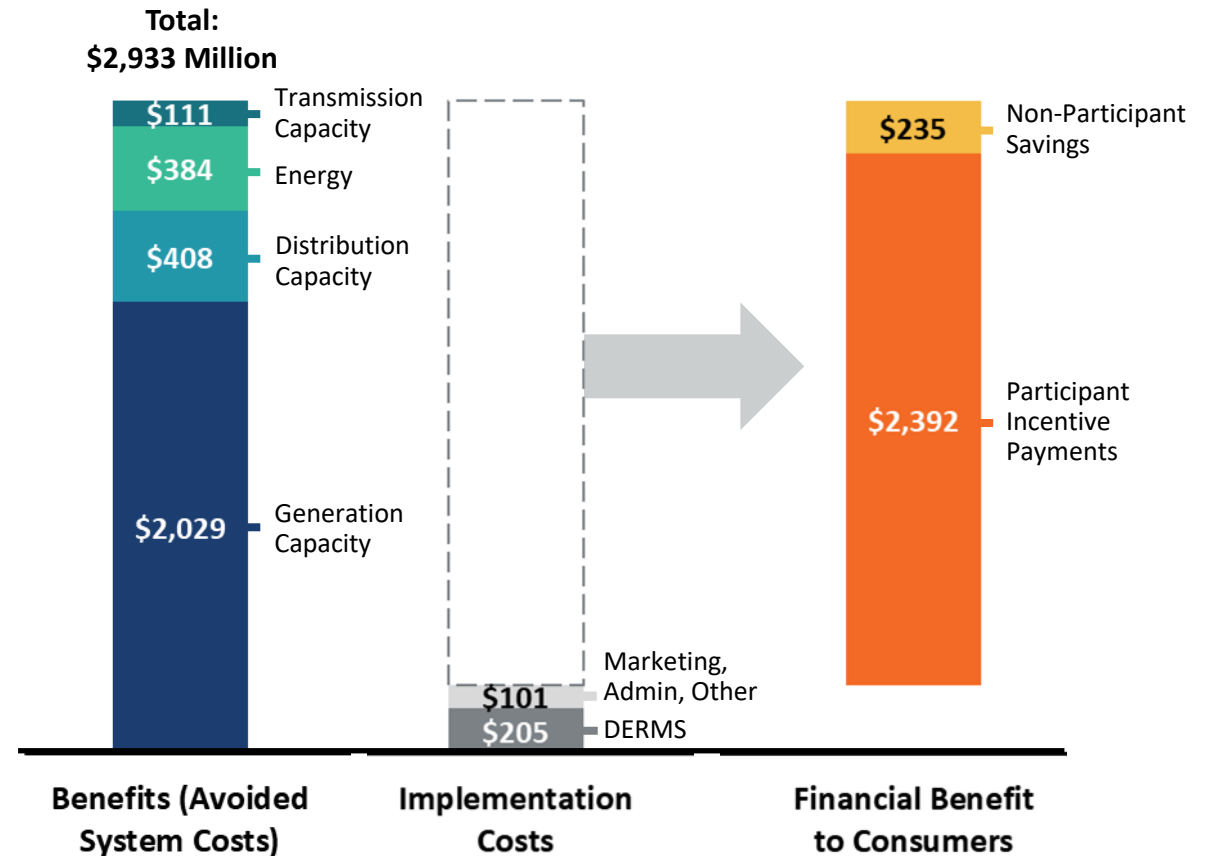 Total:
$2,933 Million
$111
Transmission
Capacity
$384
Energy
$408
Distribution
Capacity
$2,029
Generation
Capacity
Marketing,
Admin, Other
$101
$205
DERMS
$235
Non-Participant
Savings
$2,392
Participant
Incentive
Payments
Benefits (Avoided
System Costs)
Implementation
Costs
Financial Benefit
to Consumers